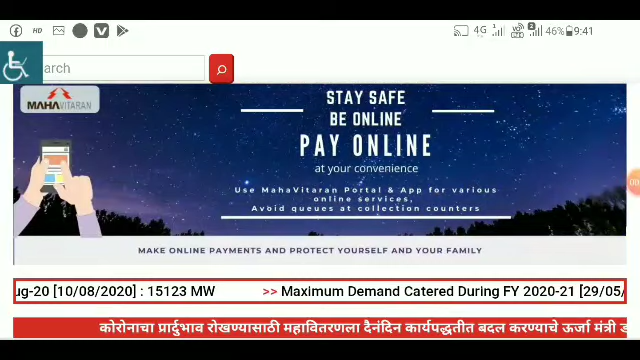 HD
4G
46% 9:41
arch
MAHAVITARAN
STAY SAFE
BE ONLINE
PAY ONLINE
at your convenience
Use MahaVitaran Portal & App for various
online services,
Avoid queues at collection counters
MAKE ONLINE PAYMENTS AND PROTECT YOURSELF AND YOUR FAMILY
ug-20 [10/08/2020] : 15123 MW >> Maximum Demand Catered During FY 2020-21 [29/05/
कोरोनाचा प्रार्दुभाव रोखण्यासाठी महावितरणला दैनंदिन कार्यपद्धतीत बदल करण्याचे ऊर्जा मंत्री ड